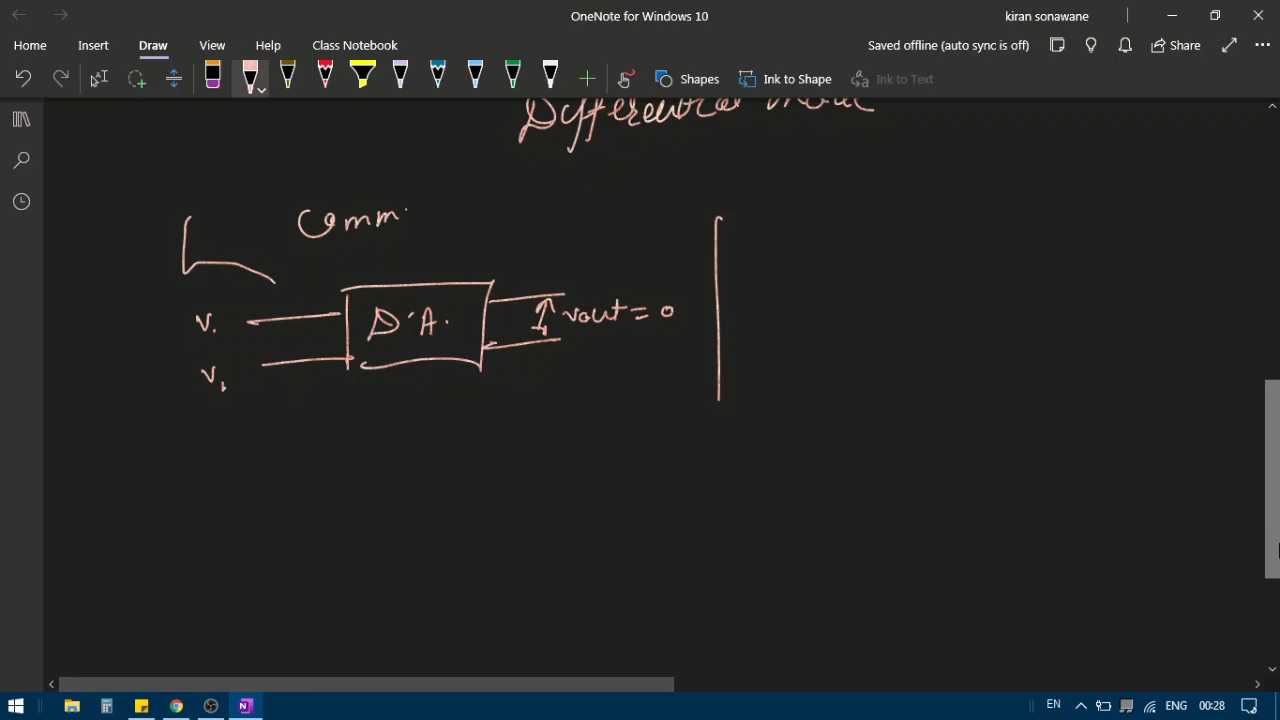 OneNote for Windows 10
kiran sonawane
Home Insert Draw View Help Class Notebook
Saved offline (auto sync is off)
Share
Shapes
Ink to Shape
Ink to Text
Differential Mode
Comm
V1
V1
D.A.
Vout = 0
EN
ENG
00:28